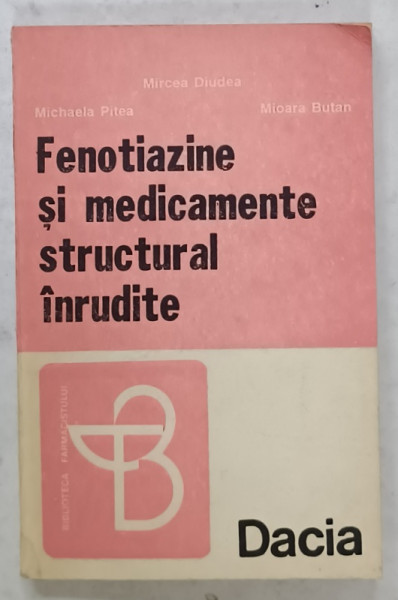 Mircea Diudea
Michaela Pitea Mioara Butan
Fenotiazine
și medicamente
structural
înrudite
BIBLIOTECA FARMACISTULUI
Dacia